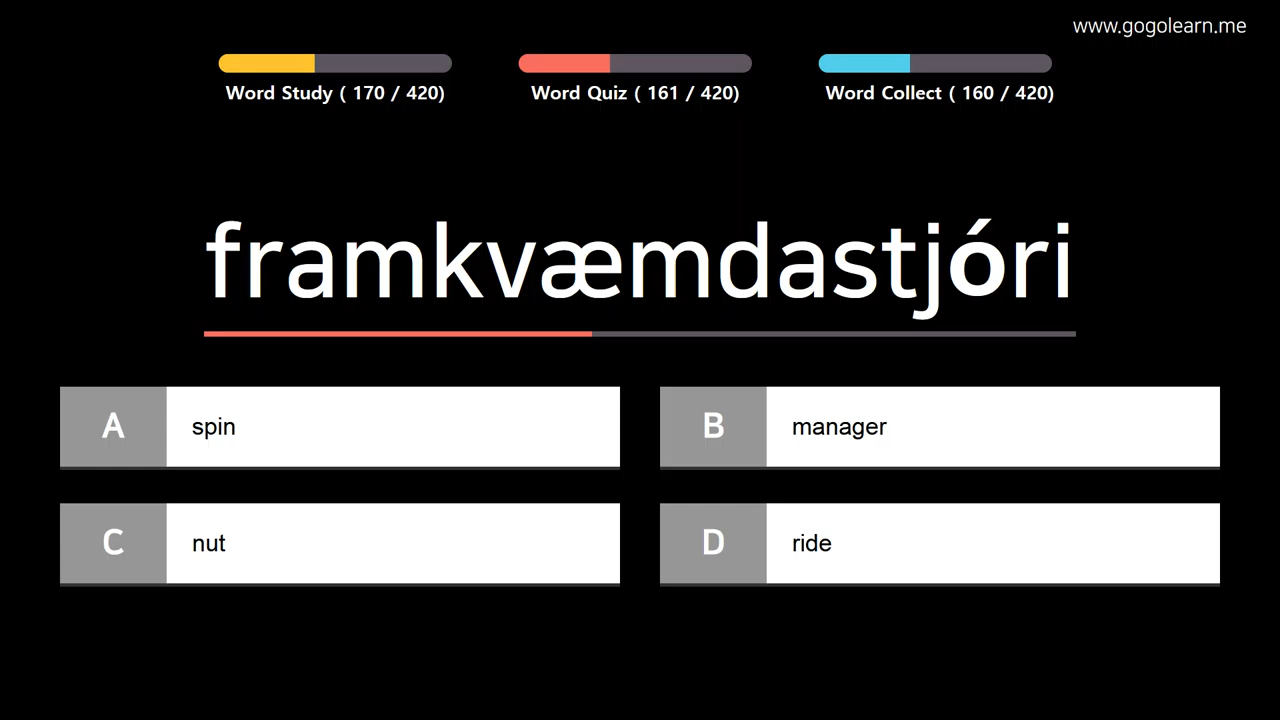 www.gogolearn.me
Word Study ( 170 / 420)
Word Quiz ( 161 / 420)
Word Collect ( 160 / 420)
framkvæmdastjóri
A spin
B manager
C nut
D ride